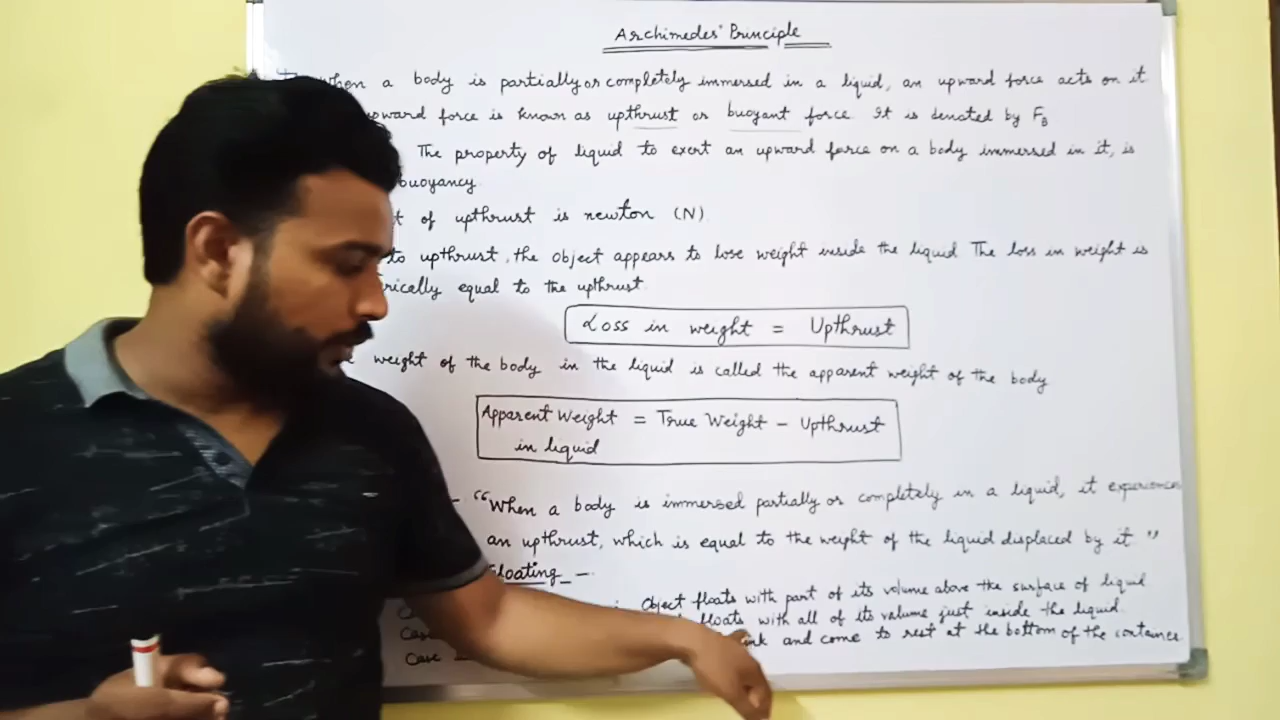 Archimedes' Principle
When a body is partially or completely immersed in a liquid, an upward force acts on it
upward force is known as upthrust or buoyant force. It is denoted by FB
The property of liquid to exert an upward force on a body immersed in it, is
buoyancy.
of upthrust is newton (N).
to upthrust, the object appears to lose weight inside the liquid The loss in weight is
equal to the upthrust.
Loss in weight = Upthrust
weight of the body in the liquid is called the apparent weight of the body
Apparent Weight = True Weight - Upthrust
in liquid
- "When a body is immersed partially or completely in a liquid, it experiences
an upthrust, which is equal to the weight of the liquid displaced by it"
Floating -
Object floats with part of its volume above the surface of liquid
floats with all of its volume just inside the liquid.
Case sink and come to rest at the bottom of the container
Case